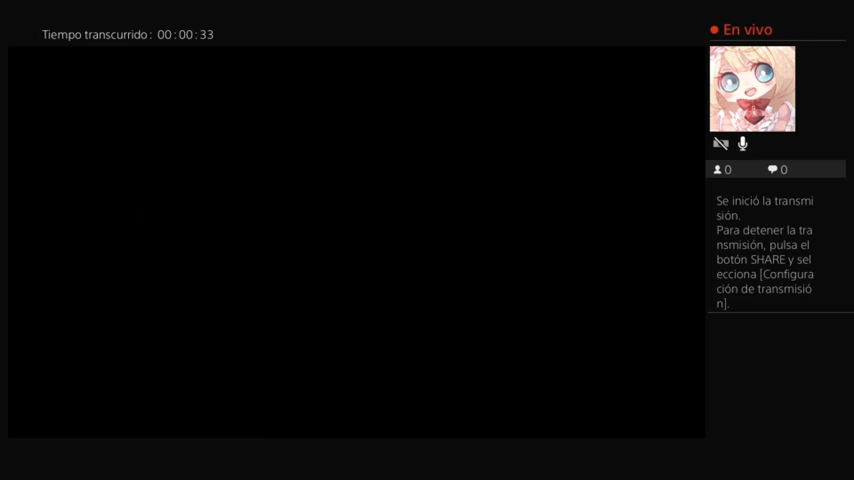 Tiempo transcurrido: 00:00:33
En vivo
0 0
Se inició la transmi
sión.
Para detener la tra
nsmisión, pulsa el
botón SHARE y sel
ecciona [Configura
ción de transmisió
n].